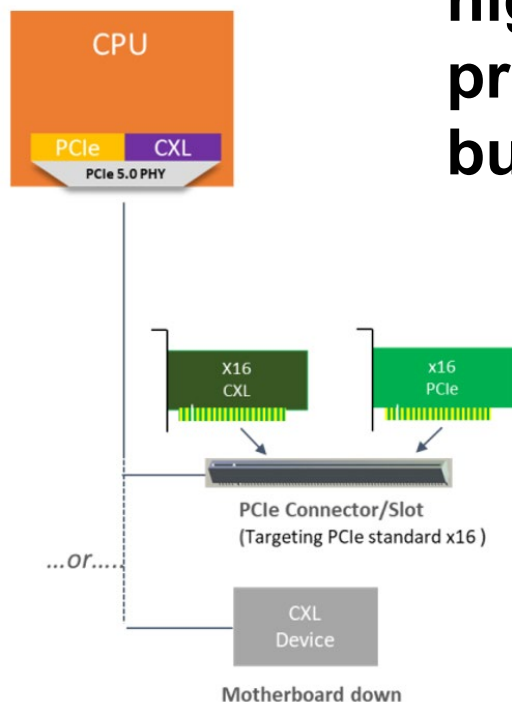 CPU
PCIe CXL
PCIe 5.0 PHY
X16
CXL
x16
PCIe
PCIe Connector/Slot
(Targeting PCIe standard x16 )
...or.....
CXL
Device
Motherboard down